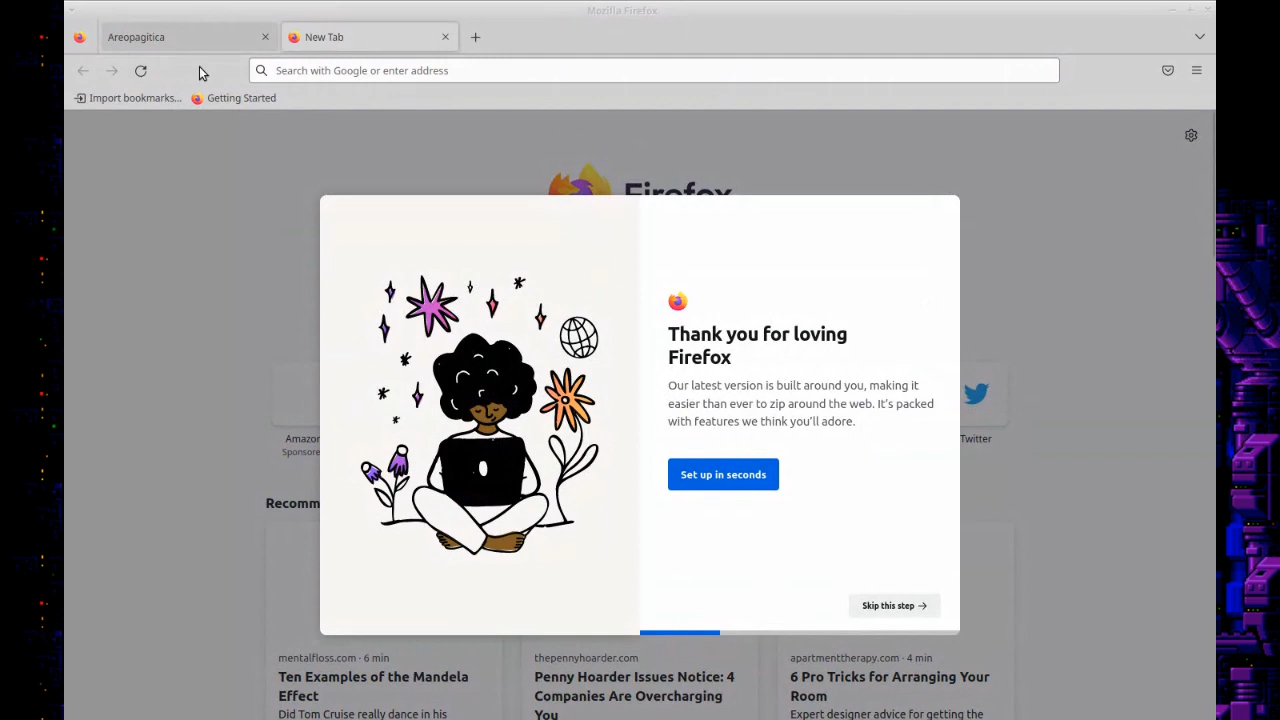 Mozilla Firefox
Areopagitica
New Tab
Search with Google or enter address
Import bookmarks...
Getting Started
Firefox
Thank you for loving
Firefox
Our latest version is built around you, making it
easier than ever to zip around the web. It's packed
with features we think you'll adore.
Set up in seconds
Skip this step
Amazon
Sponsore
Twitter
Recomm
mentalfloss.com · 6 min
Ten Examples of the Mandela
Effect
Did Tom Cruise really dance in his
thepennyhoarder.com
Penny Hoarder Issues Notice: 4
Companies Are Overcharging
You
apartmenttherapy.com · 4 min
6 Pro Tricks for Arranging Your
Room
Expert designer advice for getting the